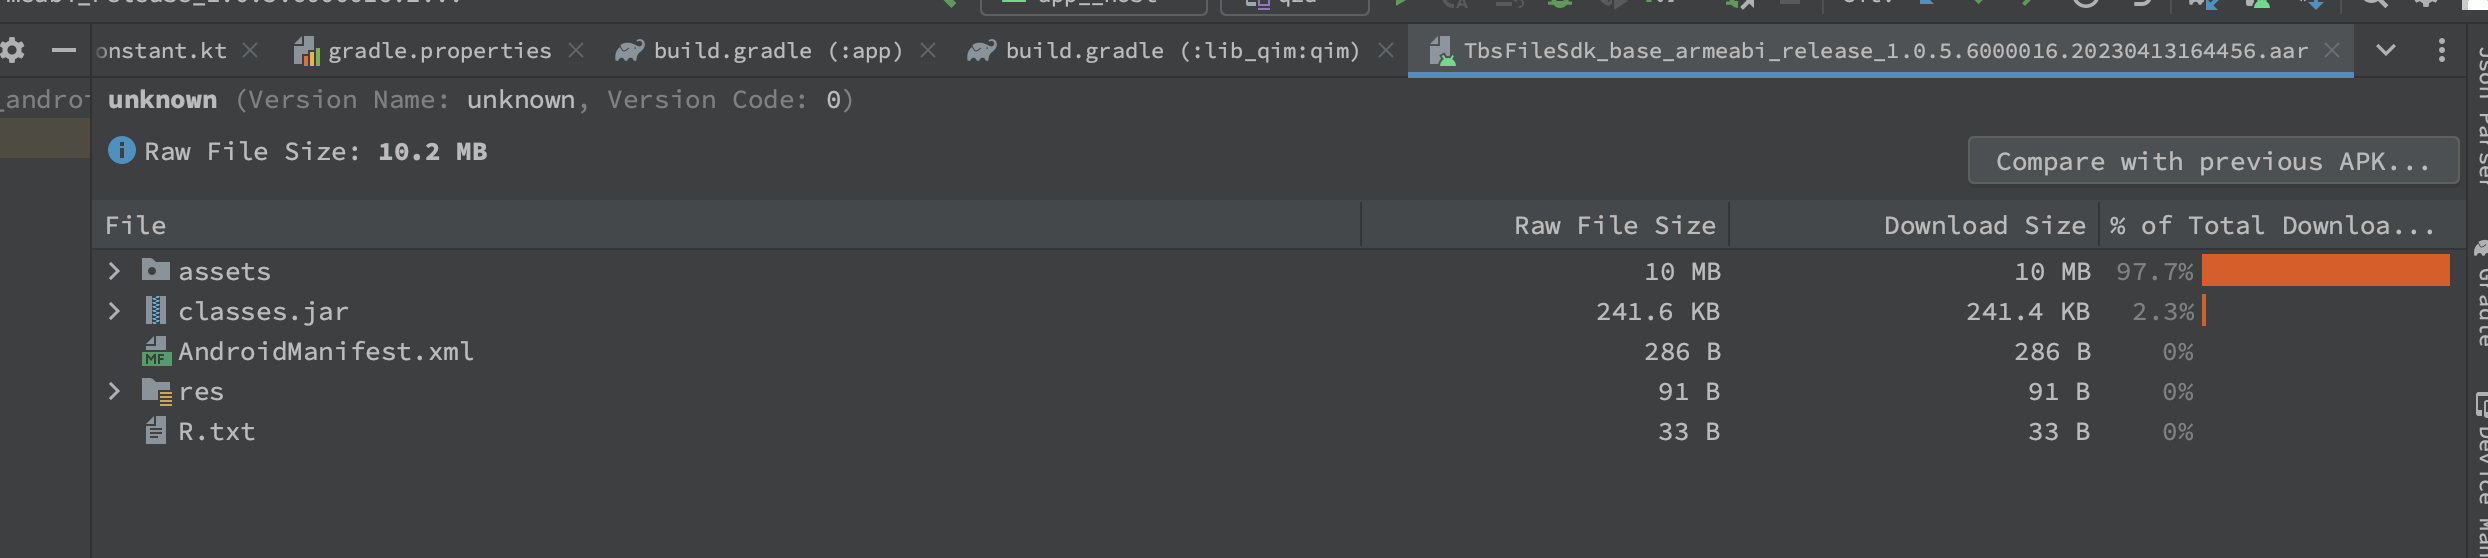 onstant.kt gradle.properties build.gradle (:app) build.gradle (:lib_qim:qim) TbsFileSdk_base_armeabi_release_1.0.5.6000016.20230413164456.aar
_andro
unknown (Version Name: unknown, Version Code: 0)
Raw File Size: 10.2 MB
Compare with previous APK...
File Raw File Size Download Size % of Total Downloa...
assets 10 MB 10 MB 97.7%
classes.jar 241.6 KB 241.4 KB 2.3%
MF AndroidManifest.xml 286 B 286 B 0%
res 91 B 91 B 0%
R.txt 33 B 33 B 0%
Json Parser
Gradle
Device Ma